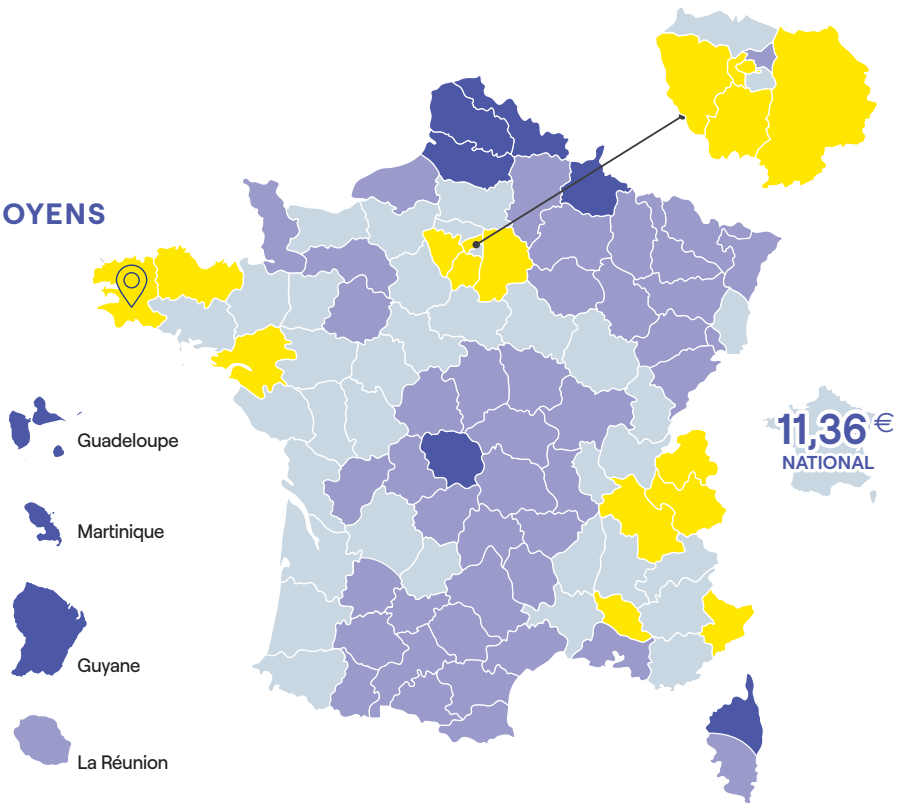 OYENS
11,36 €
NATIONAL
Guadeloupe
Martinique
Guyane
La Réunion